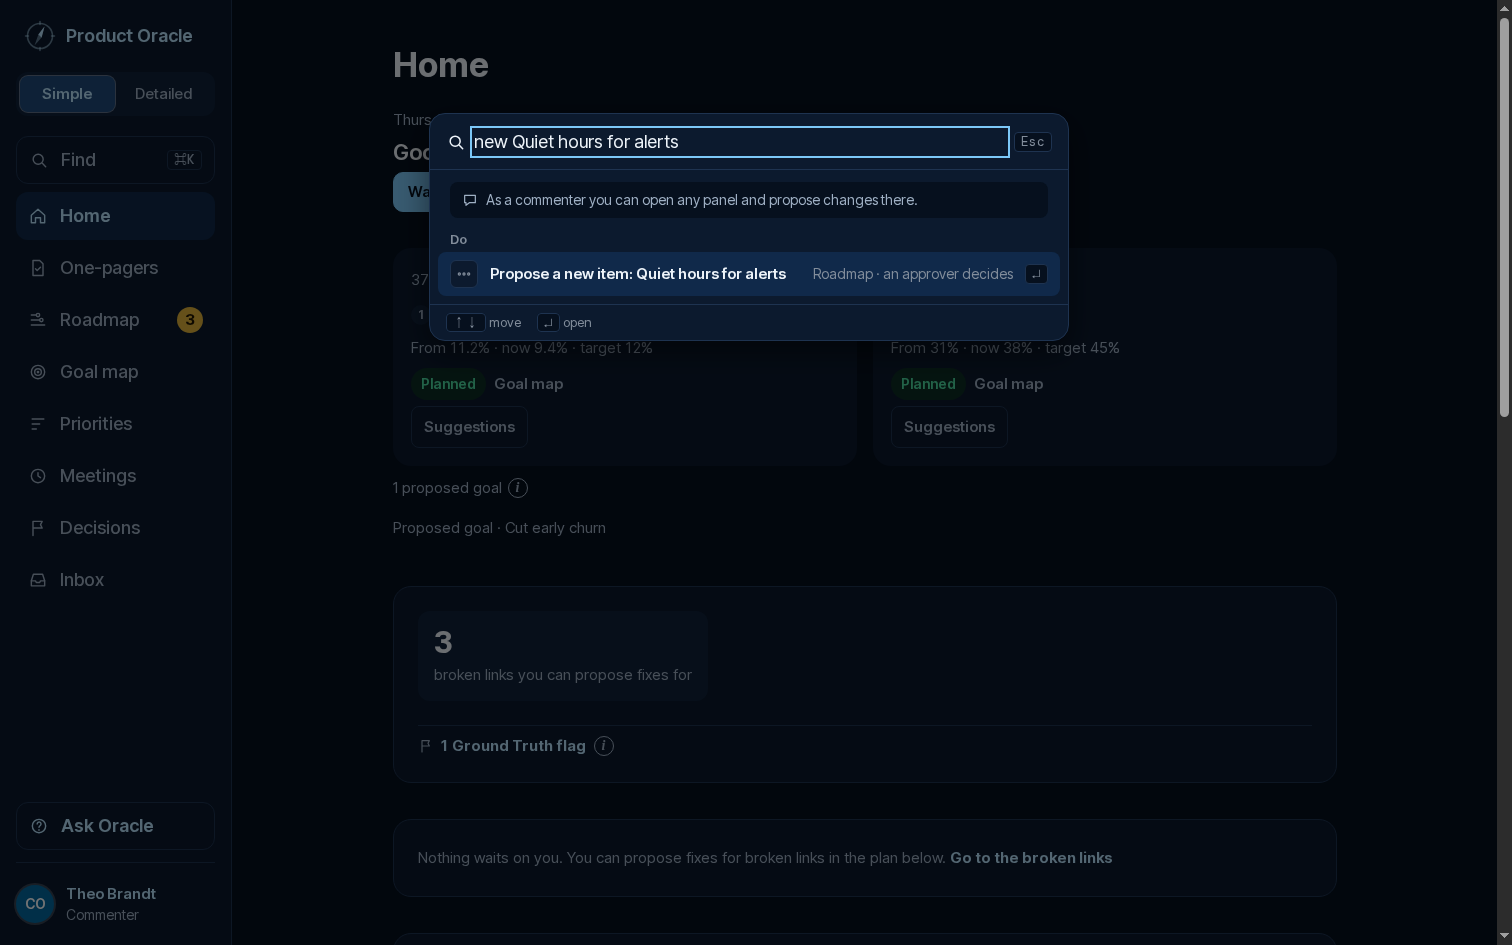 Product Oracle
Simple
Detailed
Find
⌘K
Home
One-pagers
Roadmap
3
Goal map
Priorities
Meetings
Decisions
Inbox
Ask Oracle
CO
Theo Brandt
Commenter
Home
Thurs
new Quiet hours for alerts
Esc
As a commenter you can open any panel and propose changes there.
Do
Propose a new item: Quiet hours for alerts
Roadmap · an approver decides
↑ ↓ move
open
From 11.2% · now 9.4% · target 12%
Planned
Goal map
Suggestions
From 31% · now 38% · target 45%
Planned
Goal map
Suggestions
1 proposed goal
i
Proposed goal · Cut early churn
3
broken links you can propose fixes for
1 Ground Truth flag
i
Nothing waits on you. You can propose fixes for broken links in the plan below. Go to the broken links